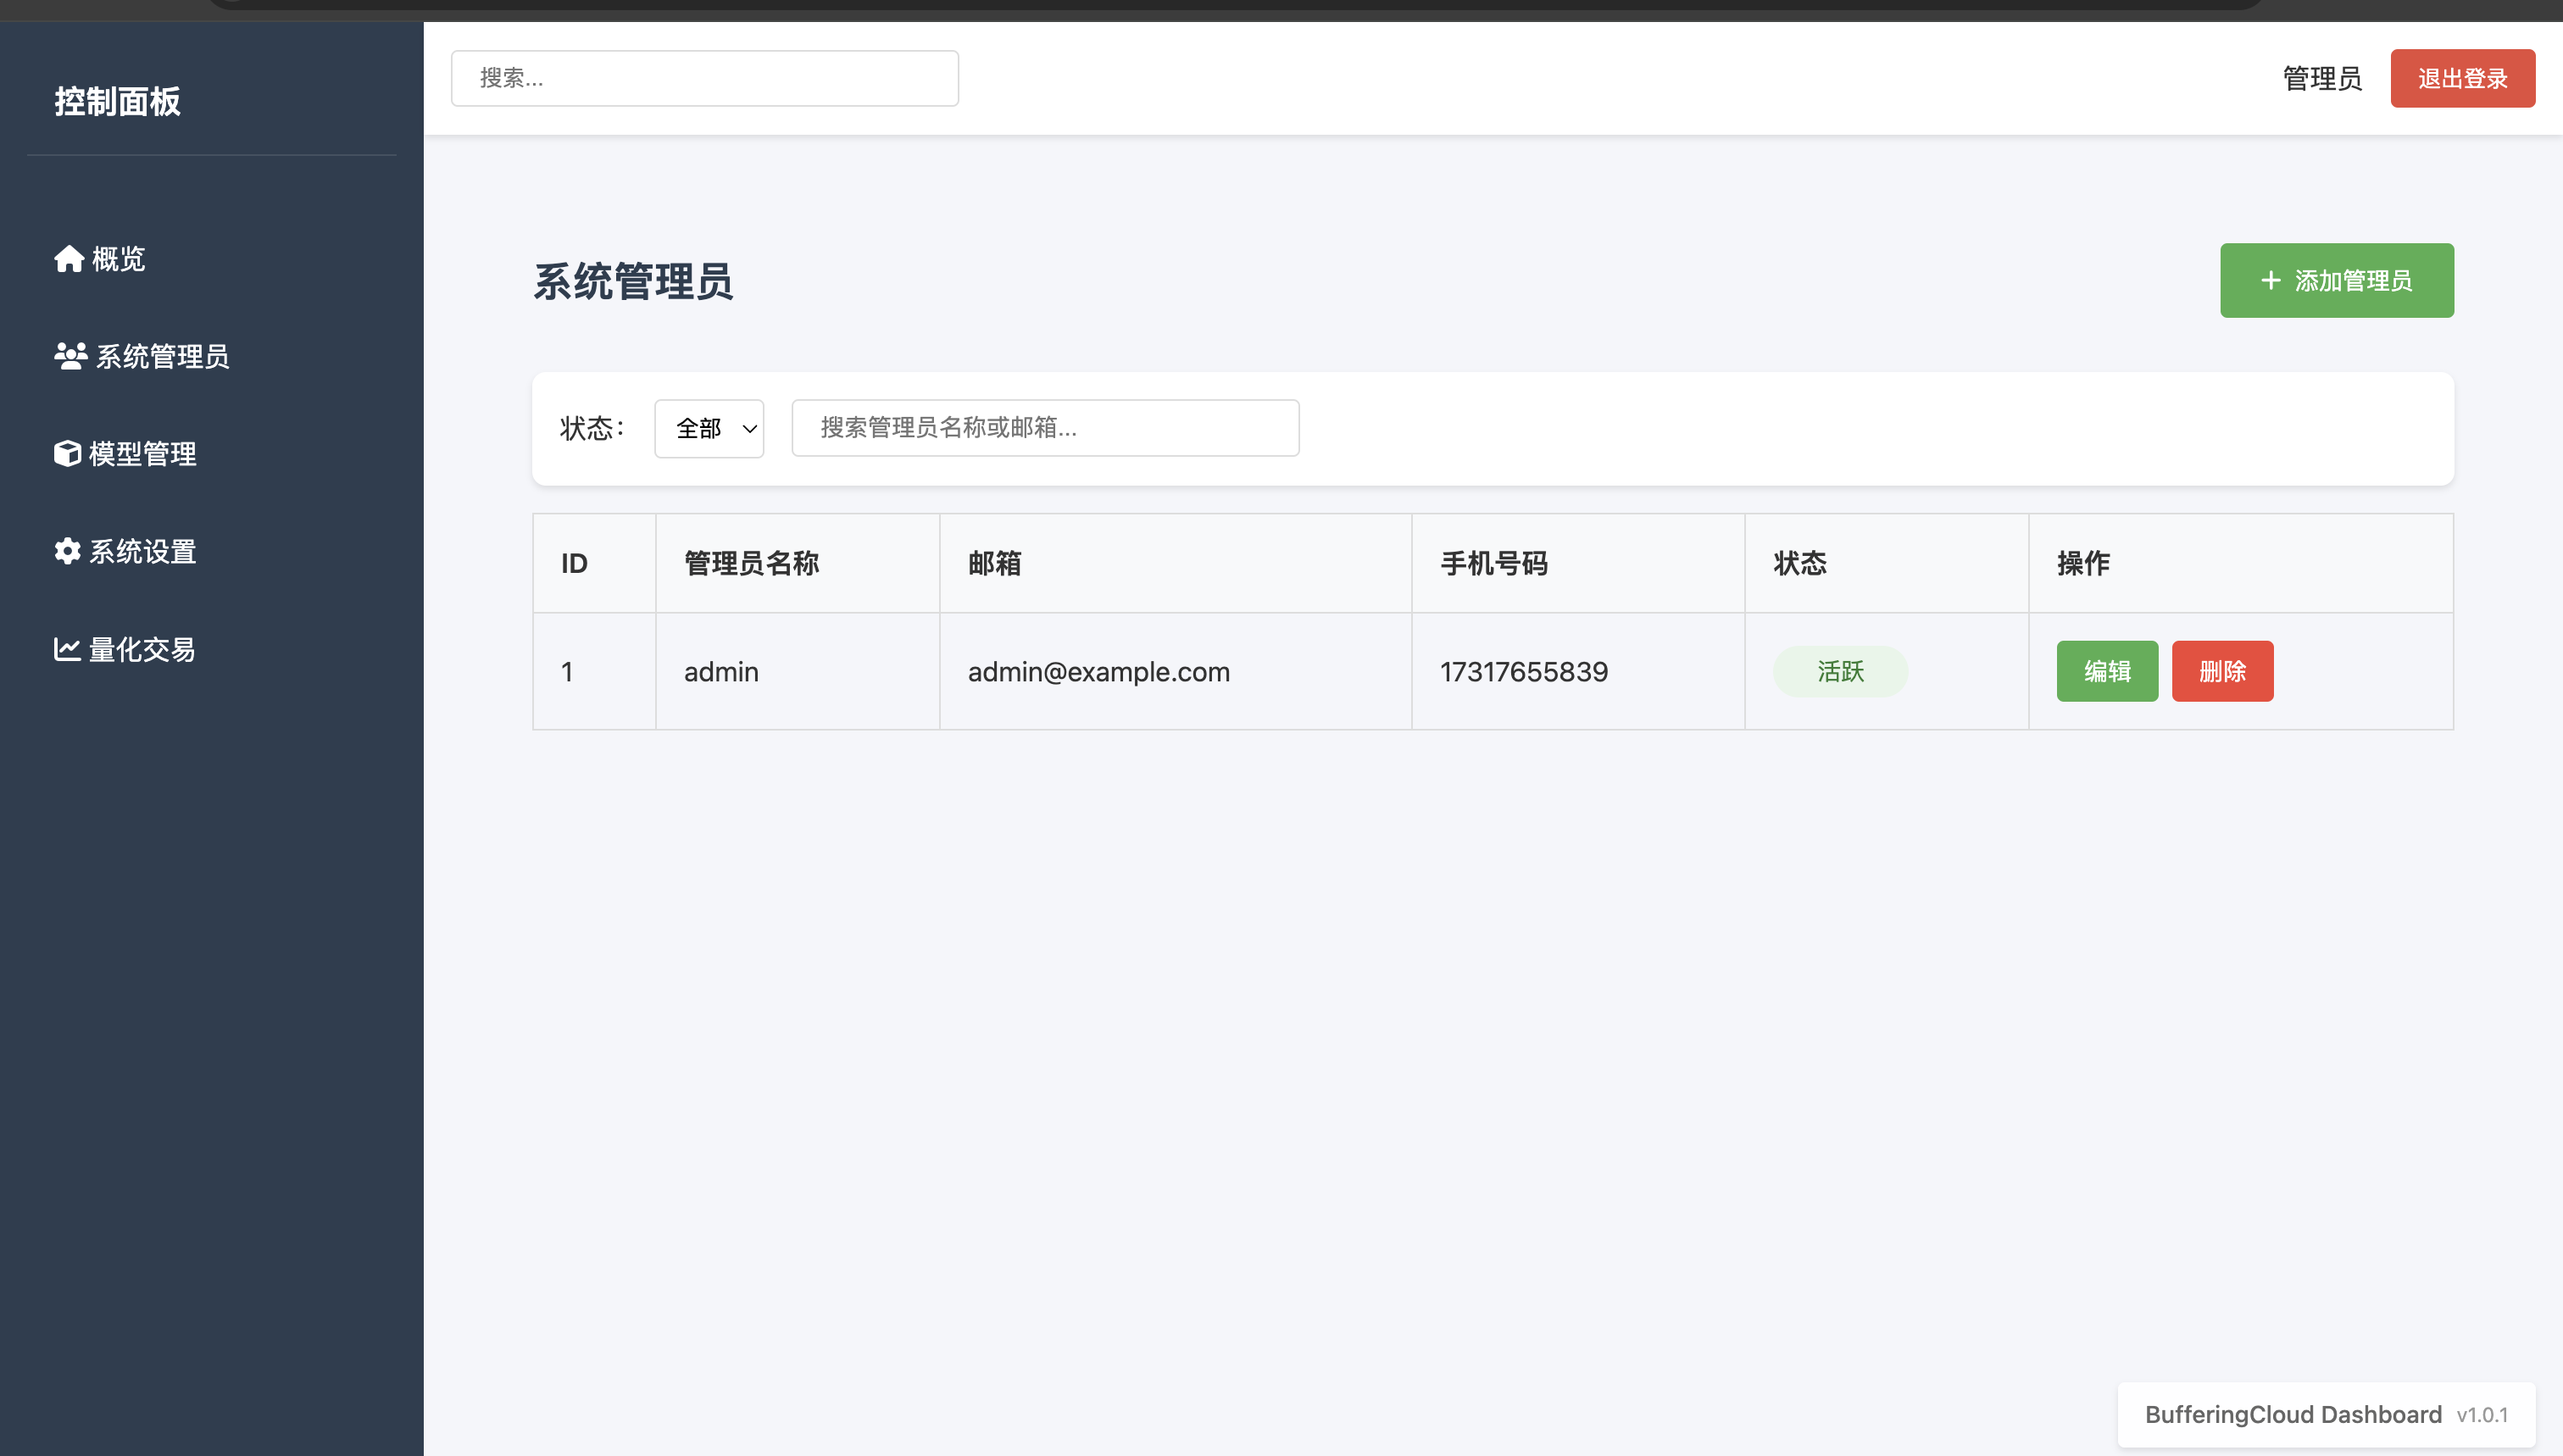 控制面板
概览
系统管理员
模型管理
系统设置
量化交易
搜索...
管理员
退出登录
系统管理员
添加管理员
状态：
全部
搜索管理员名称或邮箱...
ID 管理员名称 邮箱 手机号码 状态 操作
1 admin admin@example.com 17317655839 活跃 编辑 删除
BufferingCloud Dashboard v1.0.1